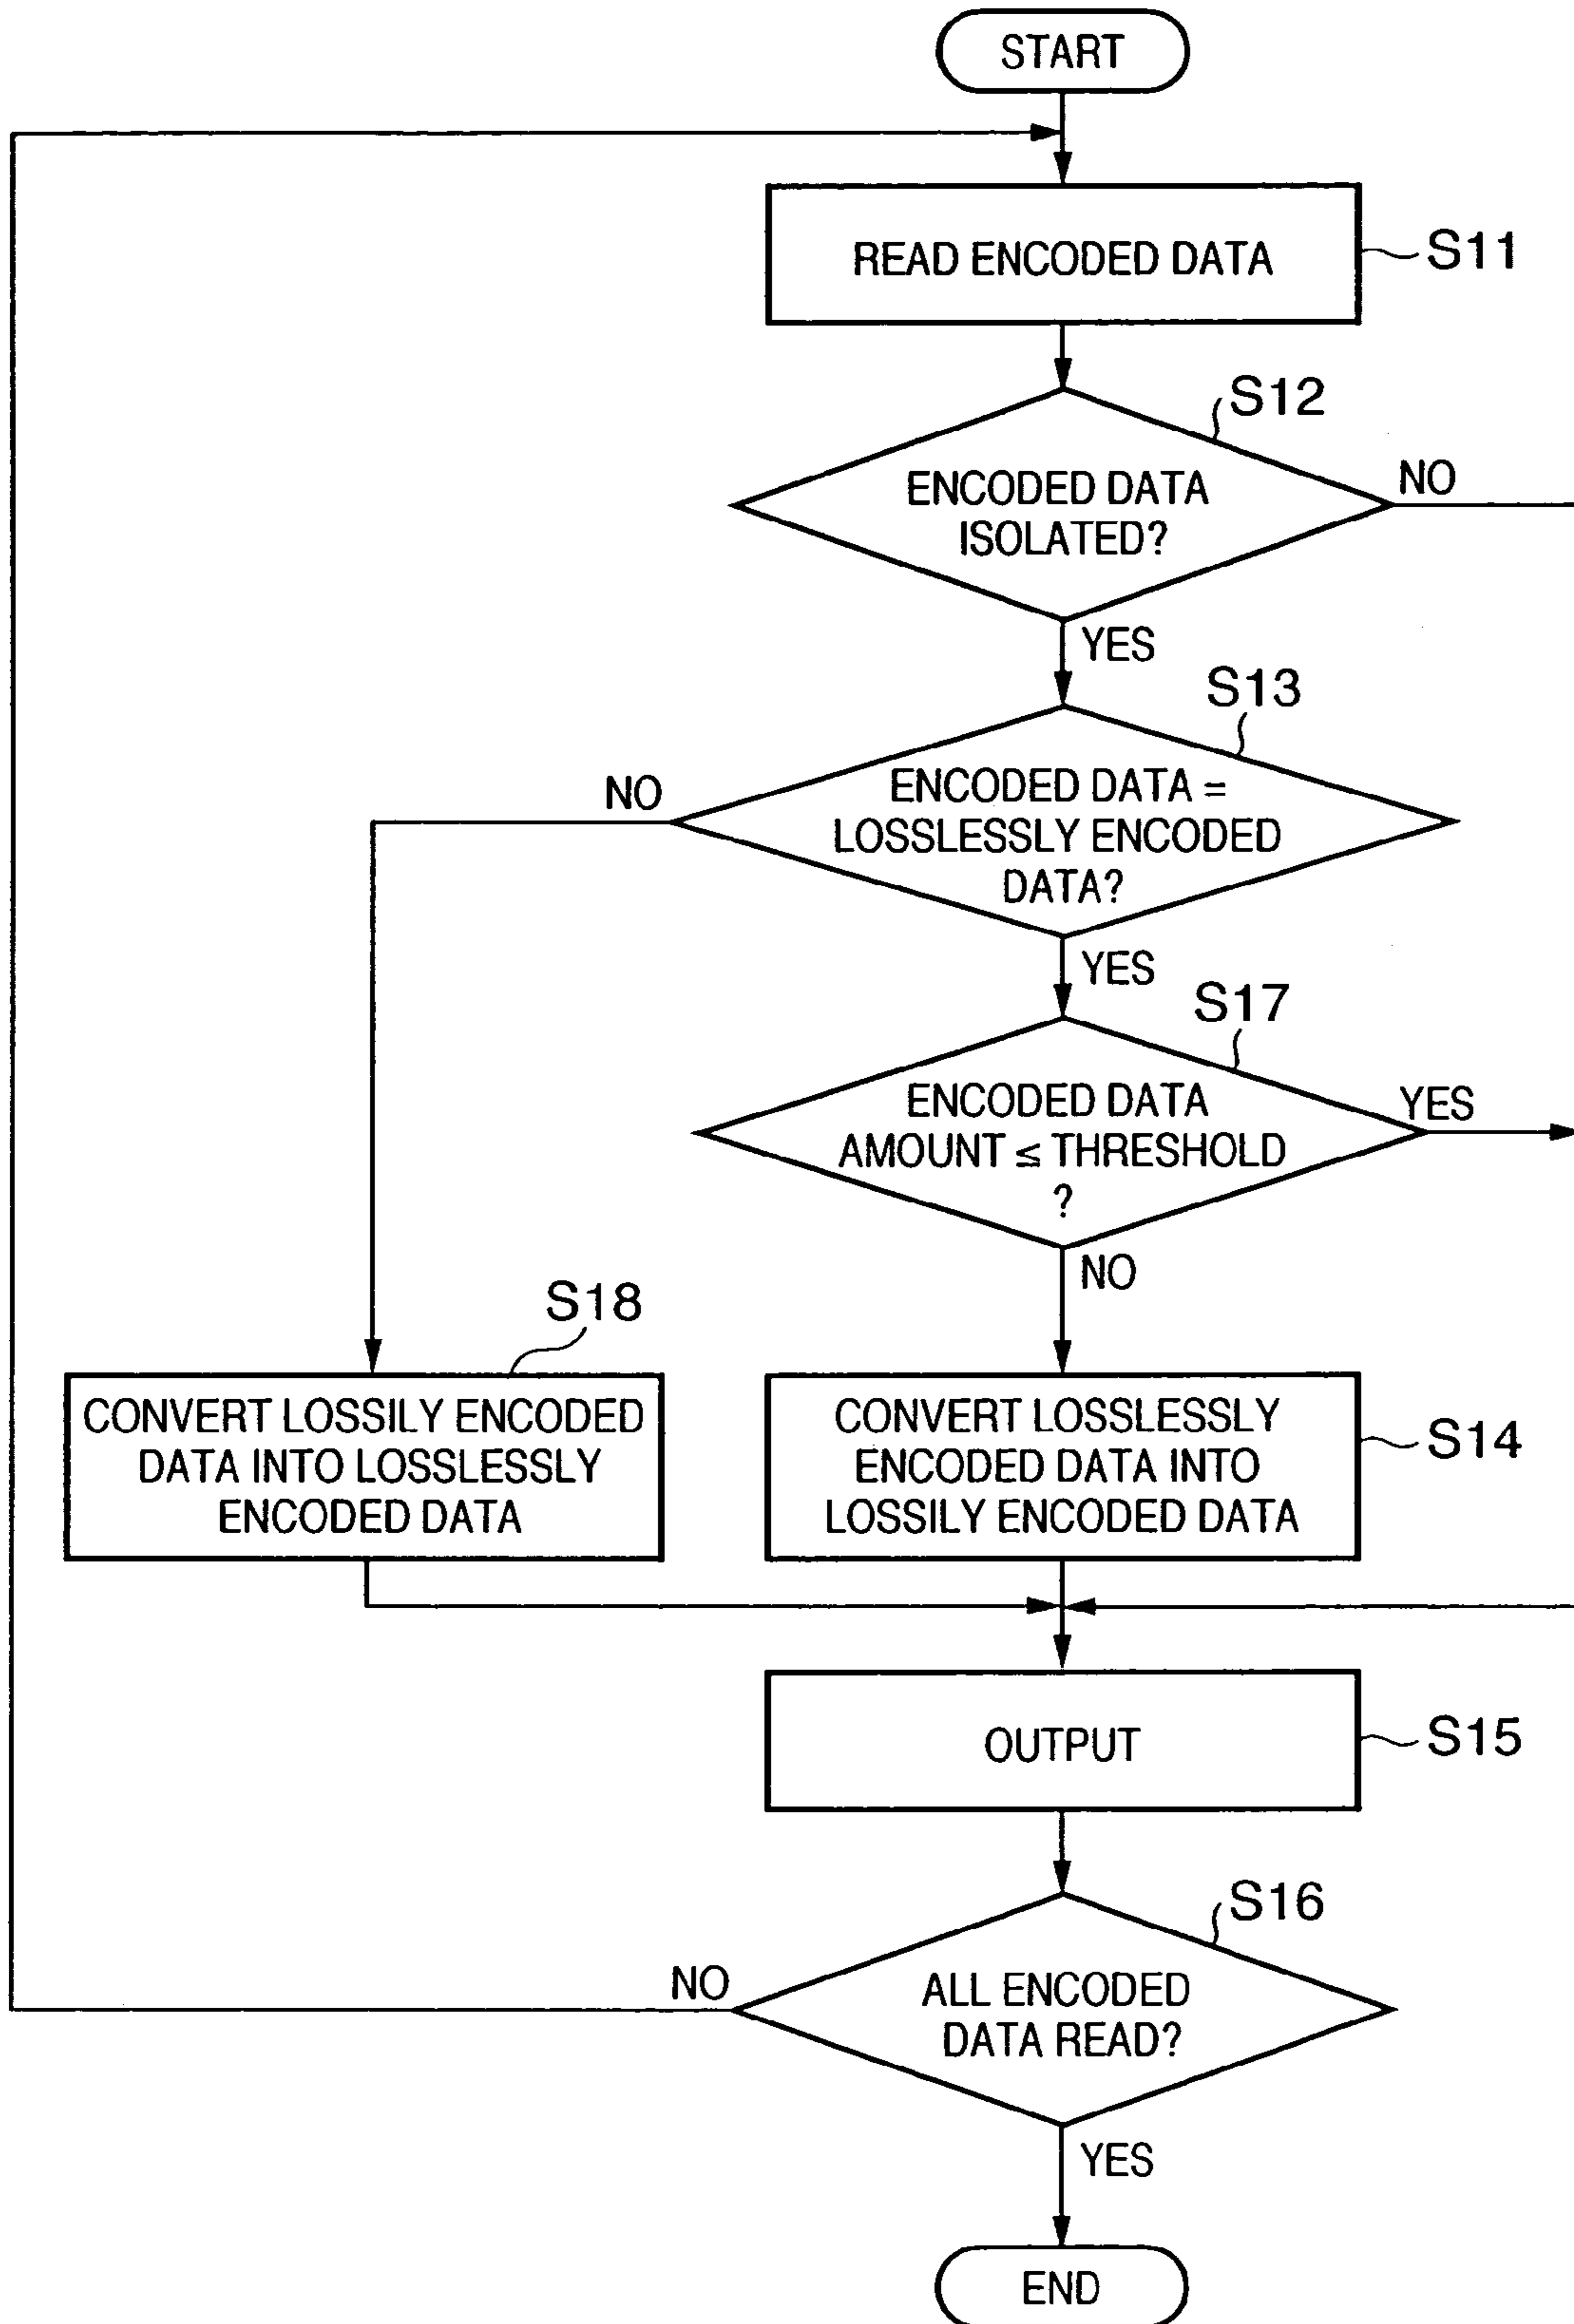 START
READ ENCODED DATA
S11
S12
ENCODED DATA
ISOLATED?
NO
YES
S13
NO
ENCODED DATA =
LOSSLESSLY ENCODED
DATA?
YES
S17
ENCODED DATA
AMOUNT ≤ THRESHOLD
?
YES
NO
S18
CONVERT LOSSILY ENCODED
DATA INTO LOSSLESSLY
ENCODED DATA
CONVERT LOSSLESSLY
ENCODED DATA INTO
LOSSILY ENCODED DATA
S14
OUTPUT
S15
S16
NO
ALL ENCODED
DATA READ?
YES
END